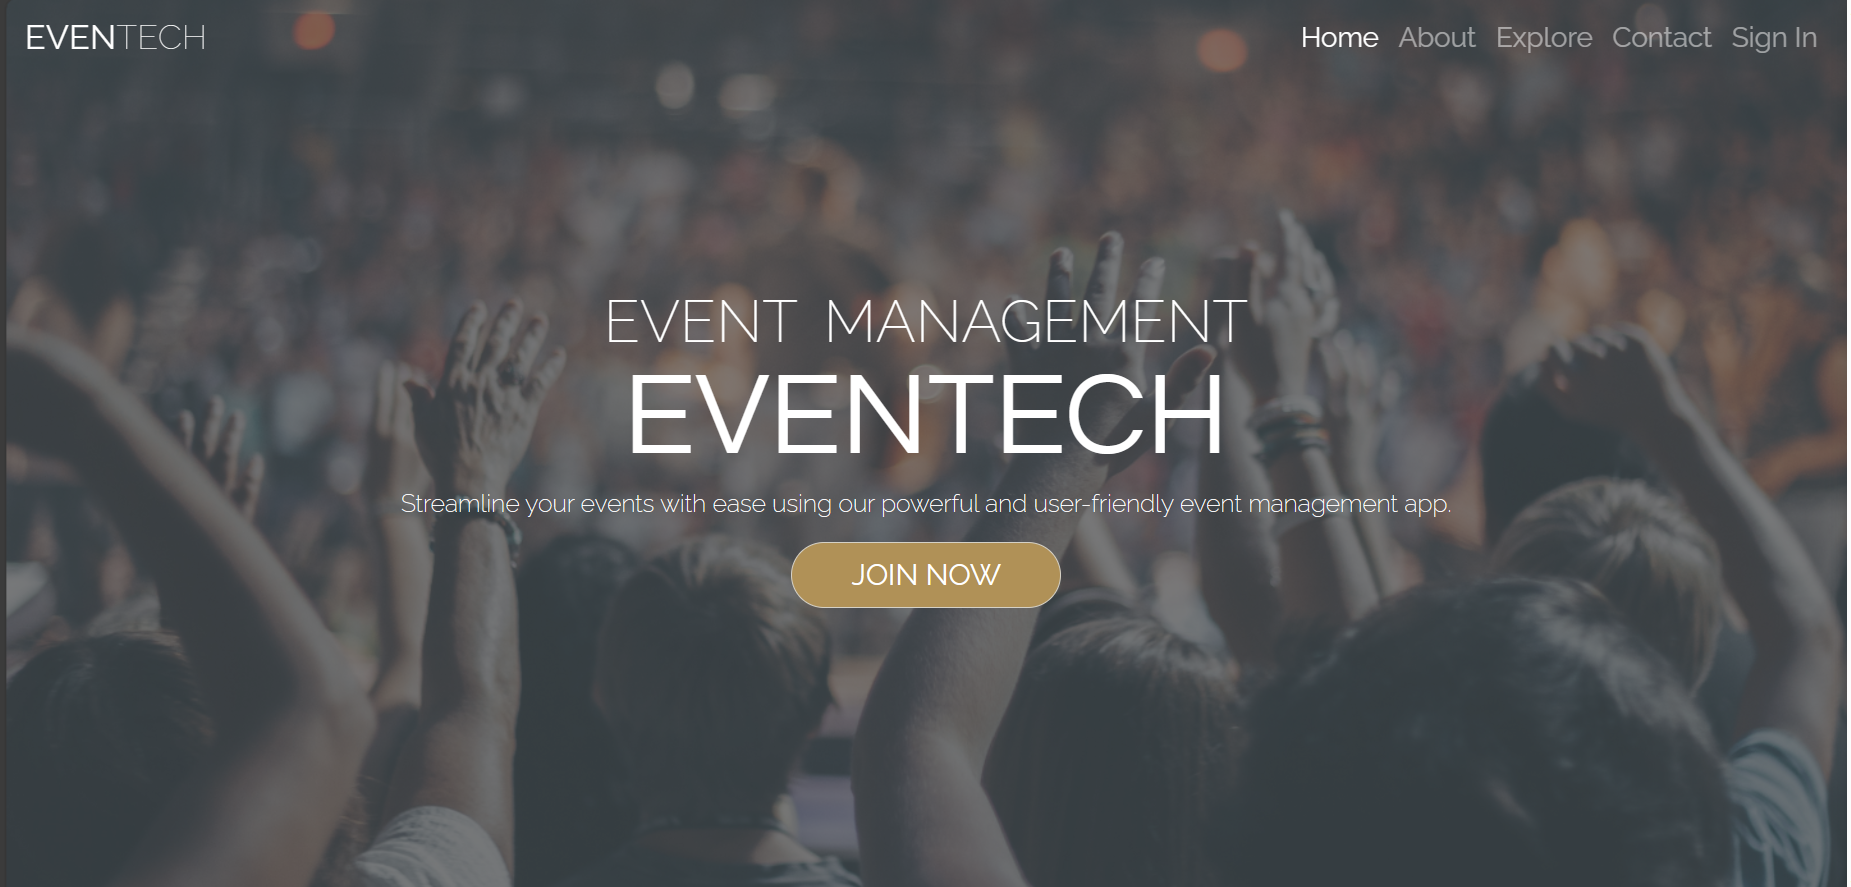 EVENTECH
Home About Explore Contact Sign In
EVENT MANAGEMENT
EVENTECH
Streamline your events with ease using our powerful and user-friendly event management app.
JOIN NOW